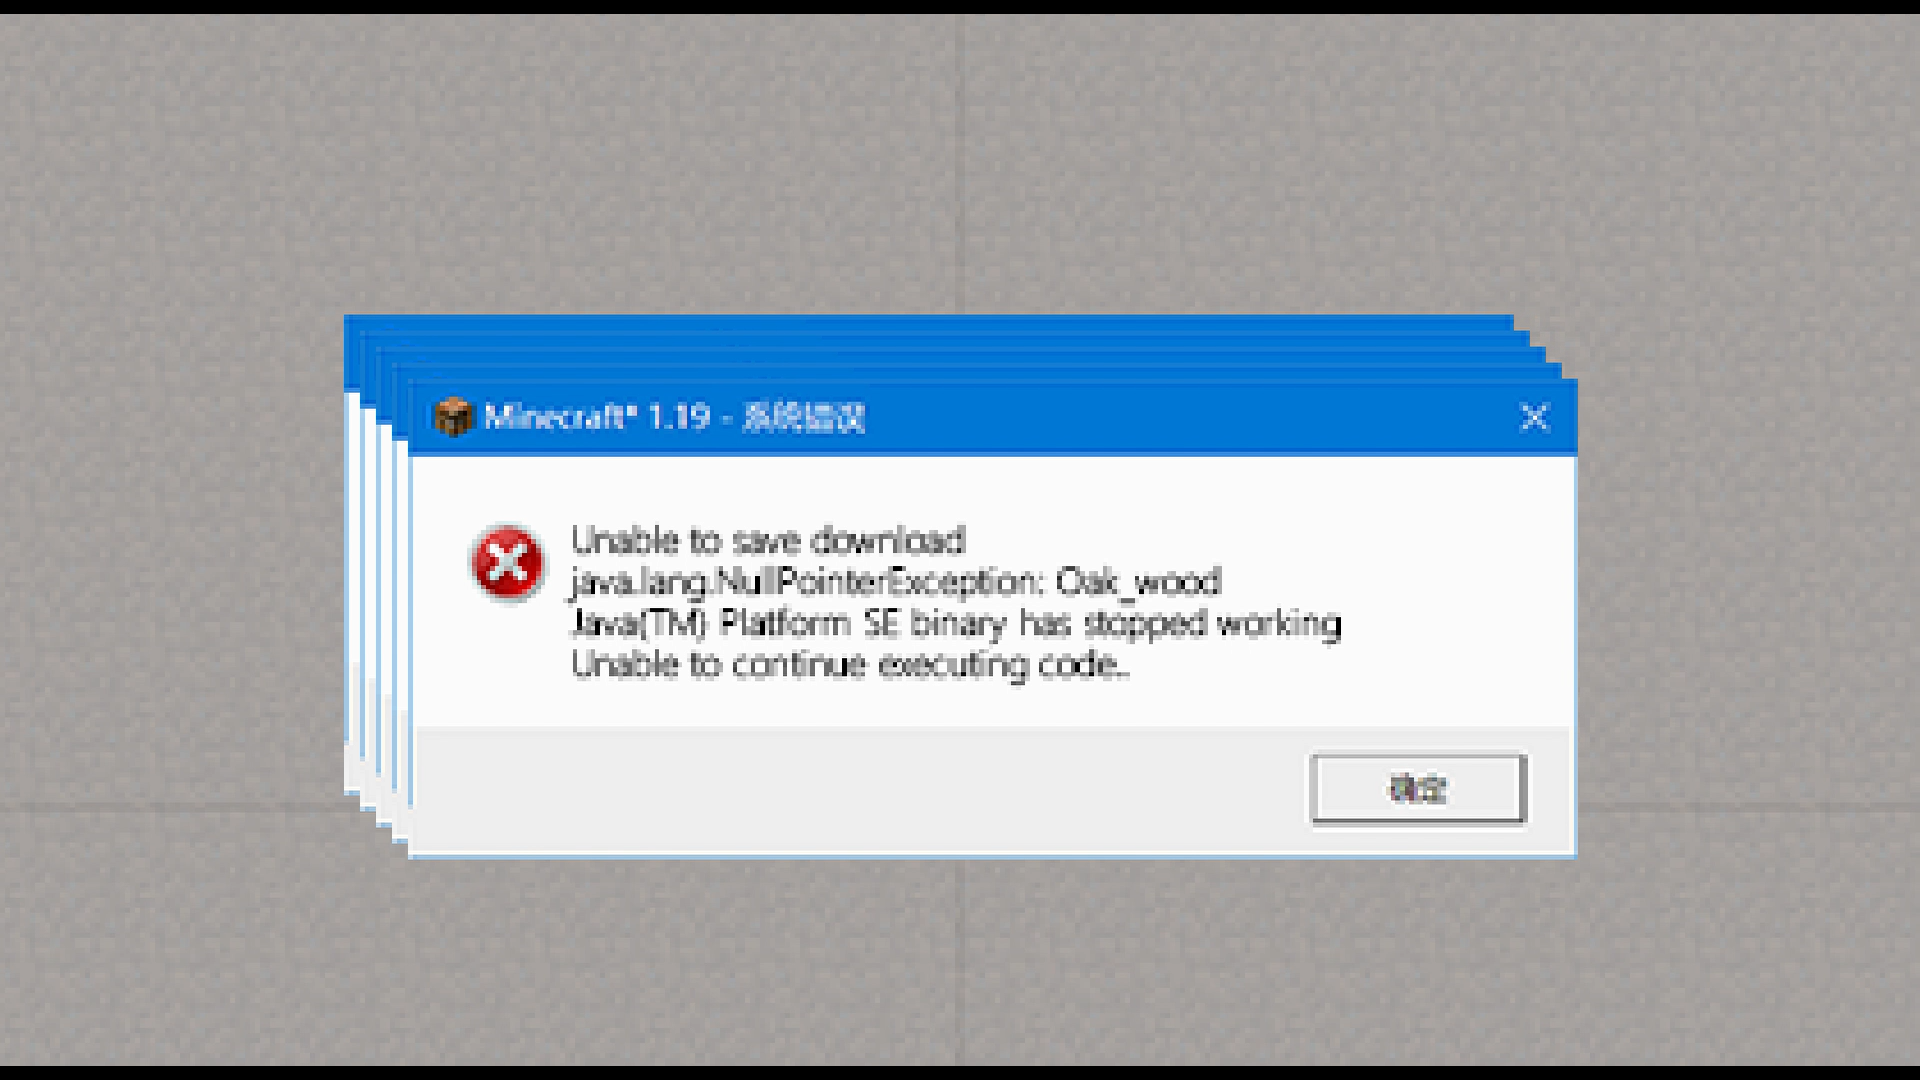 Minecraft* 1.19 - 系统错误
Unable to save download
java.lang.NullPointerException: Oak_wood
Java(TM) Platform SE binary has stopped working
Unable to continue executing code..
确定